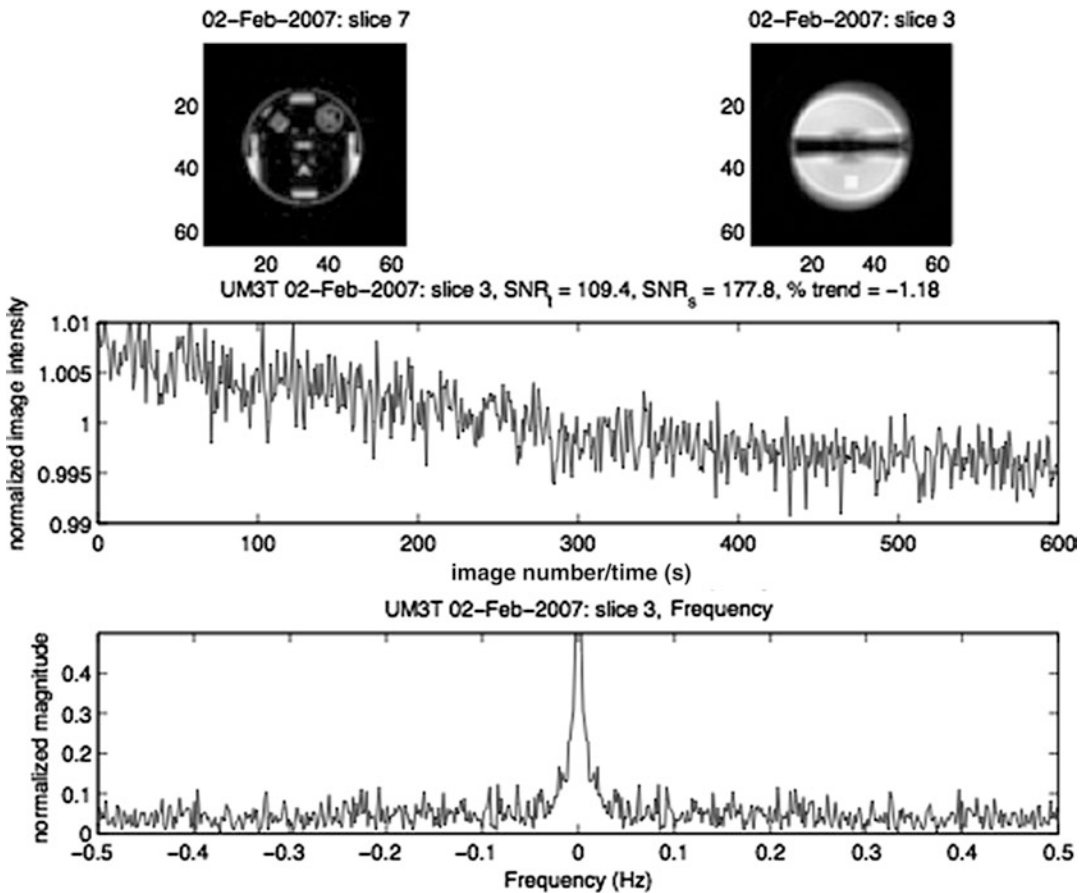 02-Feb-2007: slice 7
02-Feb-2007: slice 3
20
40
60
20 40 60
20
40
60
20 40 60
UM3T 02-Feb-2007: slice 3, SNRt = 109.4, SNRs = 177.8, % trend = -1.18
normalized image intensity
1.01
1.005
1
0.995
0.99
0 100 200 300 400 500 600
image number/time (s)
UM3T 02-Feb-2007: slice 3, Frequency
normalized magnitude
0.4
0.3
0.2
0.1
0
-0.5 -0.4 -0.3 -0.2 -0.1 0 0.1 0.2 0.3 0.4 0.5
Frequency (Hz)